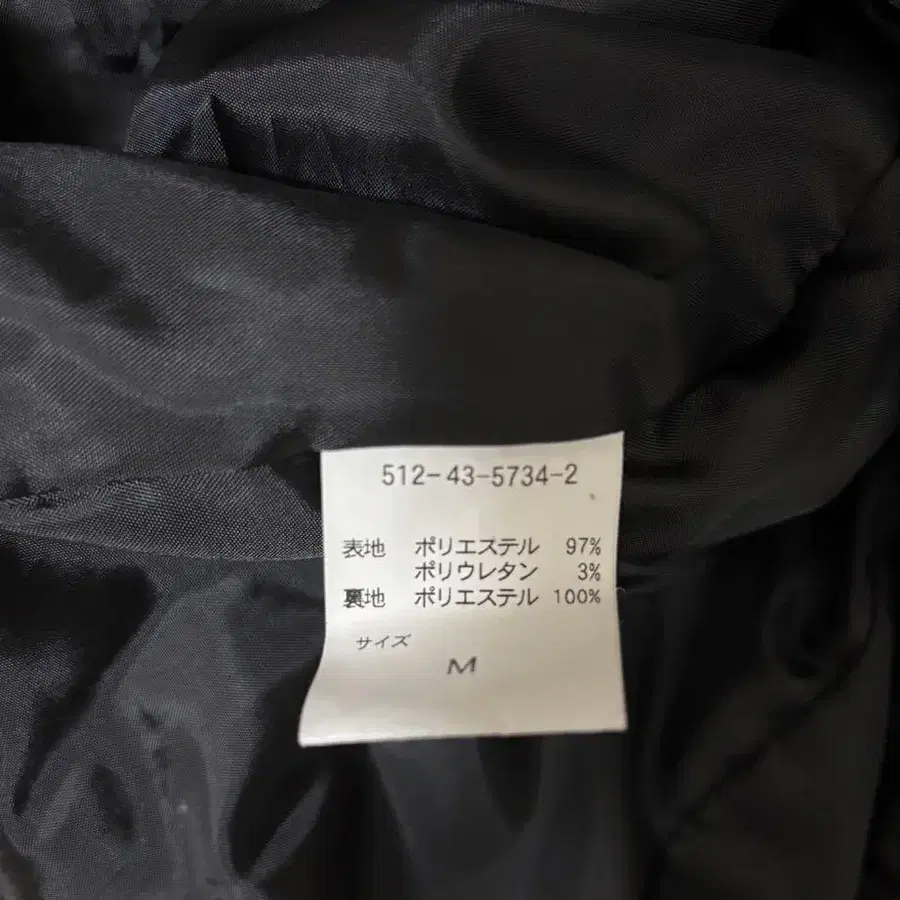 512-43-5734-2
表地 ポリエステル 97%
ポリウレタン 3%
裏地 ポリエステル 100%
サイズ
M